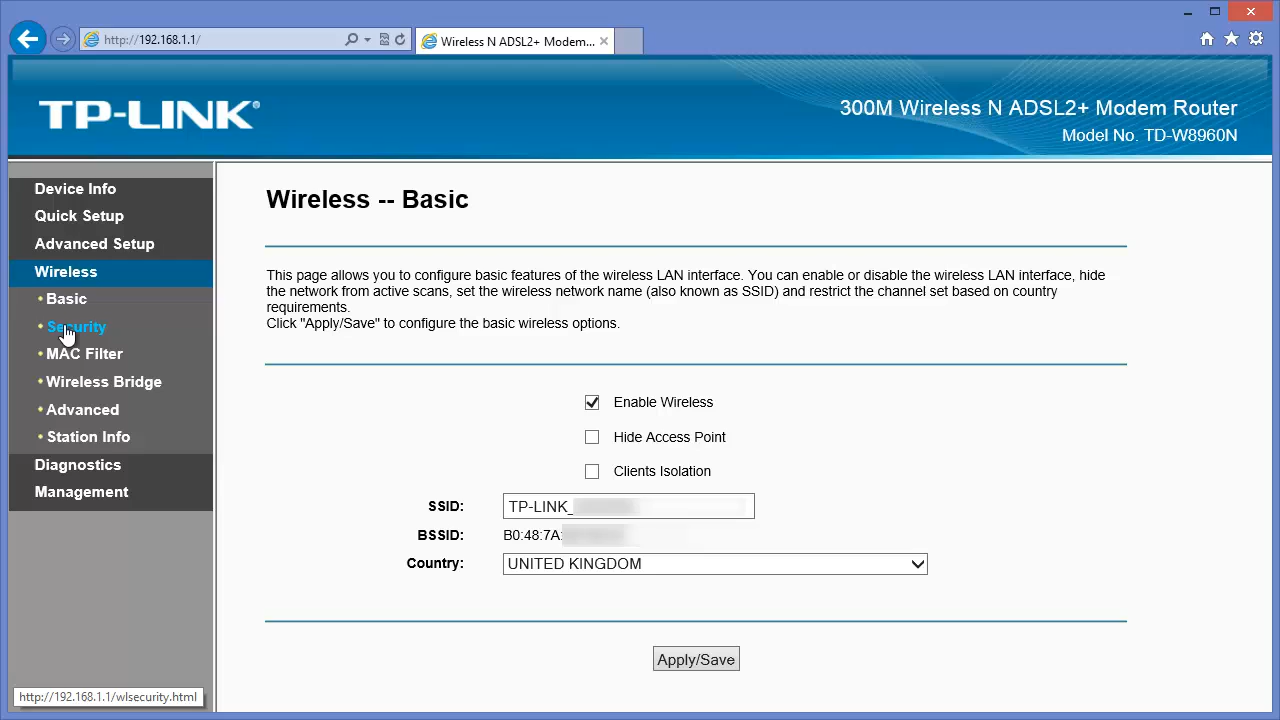 http://192.168.1.1/
Wireless N ADSL2+ Modem...
TP-LINK®
300M Wireless N ADSL2+ Modem Router
Model No. TD-W8960N
Device Info
Quick Setup
Advanced Setup
Wireless
• Basic
• Security
• MAC Filter
• Wireless Bridge
• Advanced
• Station Info
Diagnostics
Management
Wireless -- Basic
This page allows you to configure basic features of the wireless LAN interface. You can enable or disable the wireless LAN interface, hide
the network from active scans, set the wireless network name (also known as SSID) and restrict the channel set based on country
requirements.
Click "Apply/Save" to configure the basic wireless options.
Enable Wireless
Hide Access Point
Clients Isolation
SSID: TP-LINK_
BSSID: B0:48:7A:
Country: UNITED KINGDOM
Apply/Save
http://192.168.1.1/wlsecurity.html